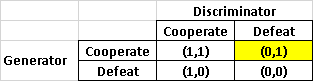 Discriminator
Cooperate Defeat
Generator Cooperate (1,1) (0,1)
Defeat (1,0) (0,0)